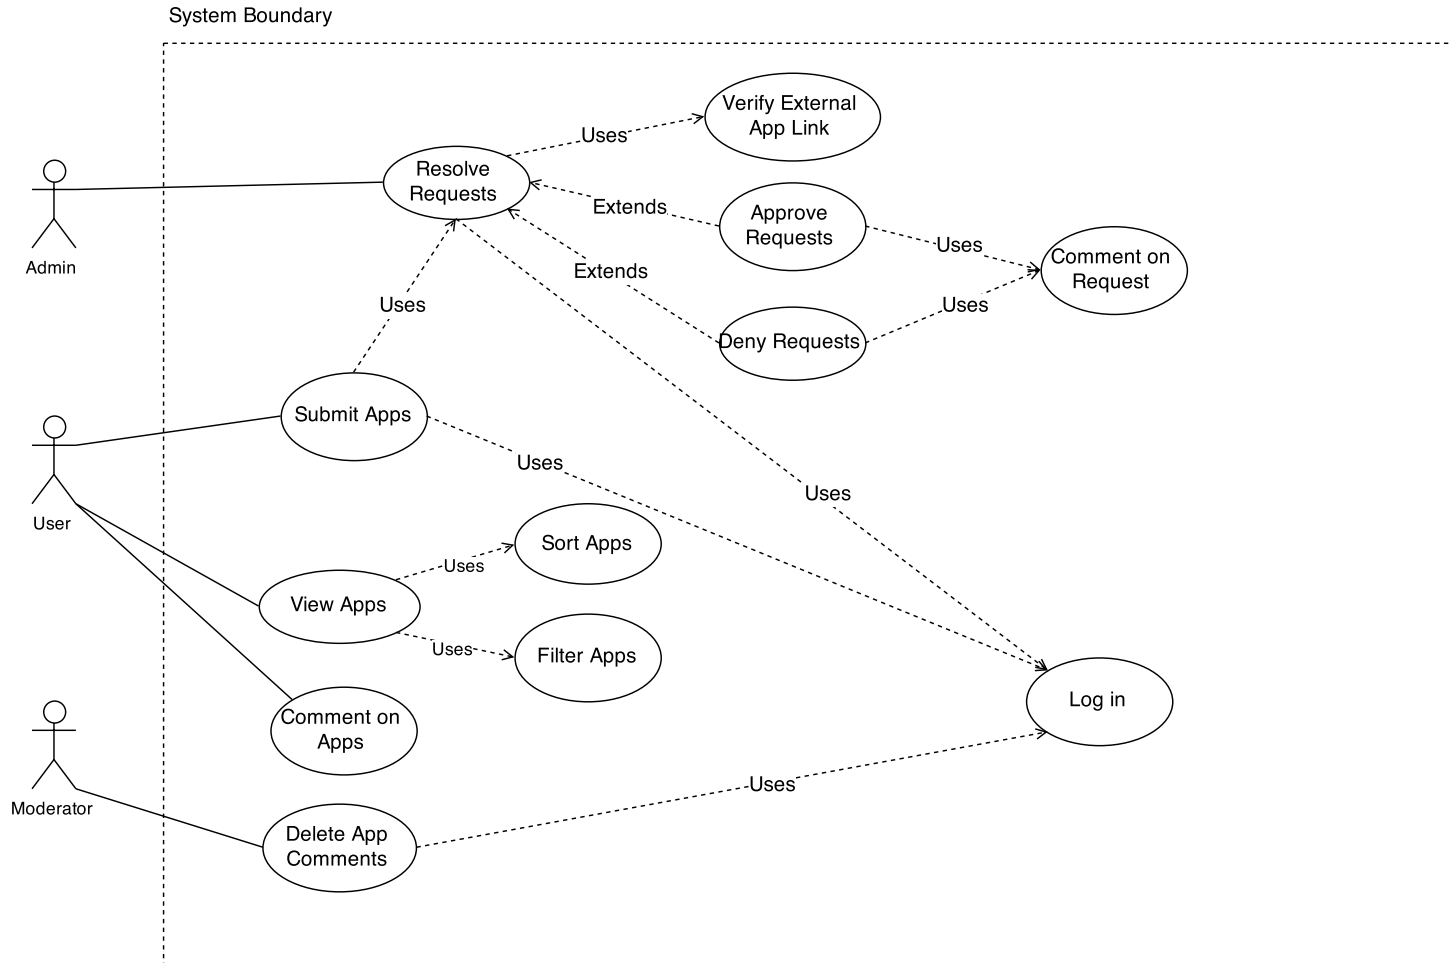 System Boundary
Verify External
App Link
Uses
Resolve
Requests
Extends
Approve
Requests
Uses
Comment on
Request
Admin
Extends
Uses
Uses
Deny Requests
Submit Apps
Uses
Uses
User
Sort Apps
Uses
View Apps
Uses
Filter Apps
Log in
Comment on
Apps
Uses
Moderator
Delete App
Comments